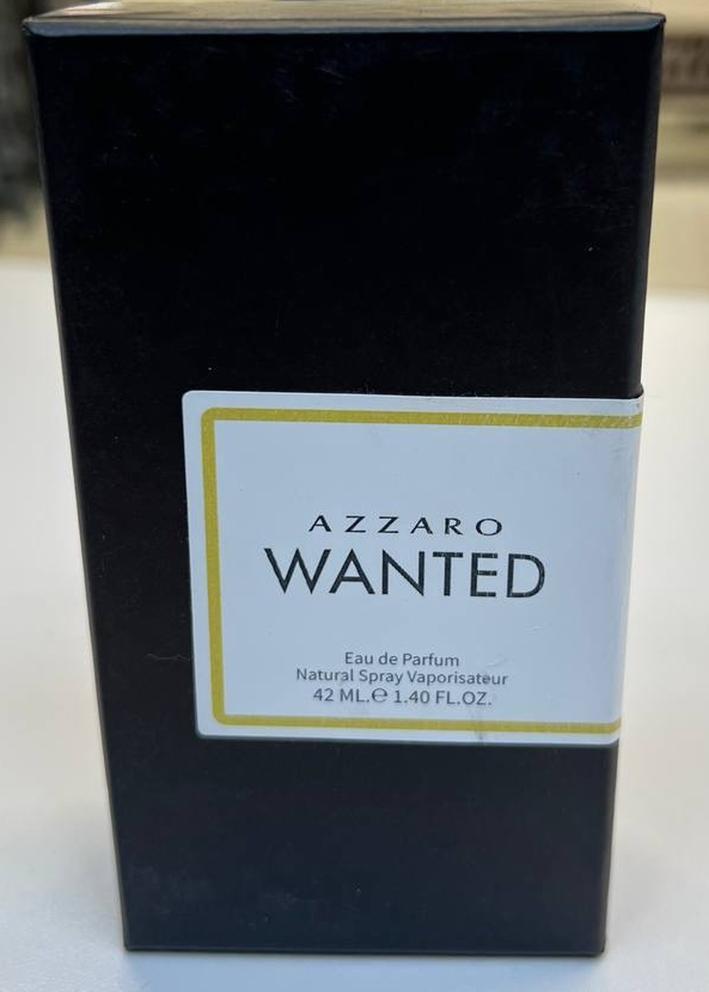 AZZARO
WANTED
Eau de Parfum
Natural Spray Vaporisateur
42 ML.℮ 1.40 FL.OZ.